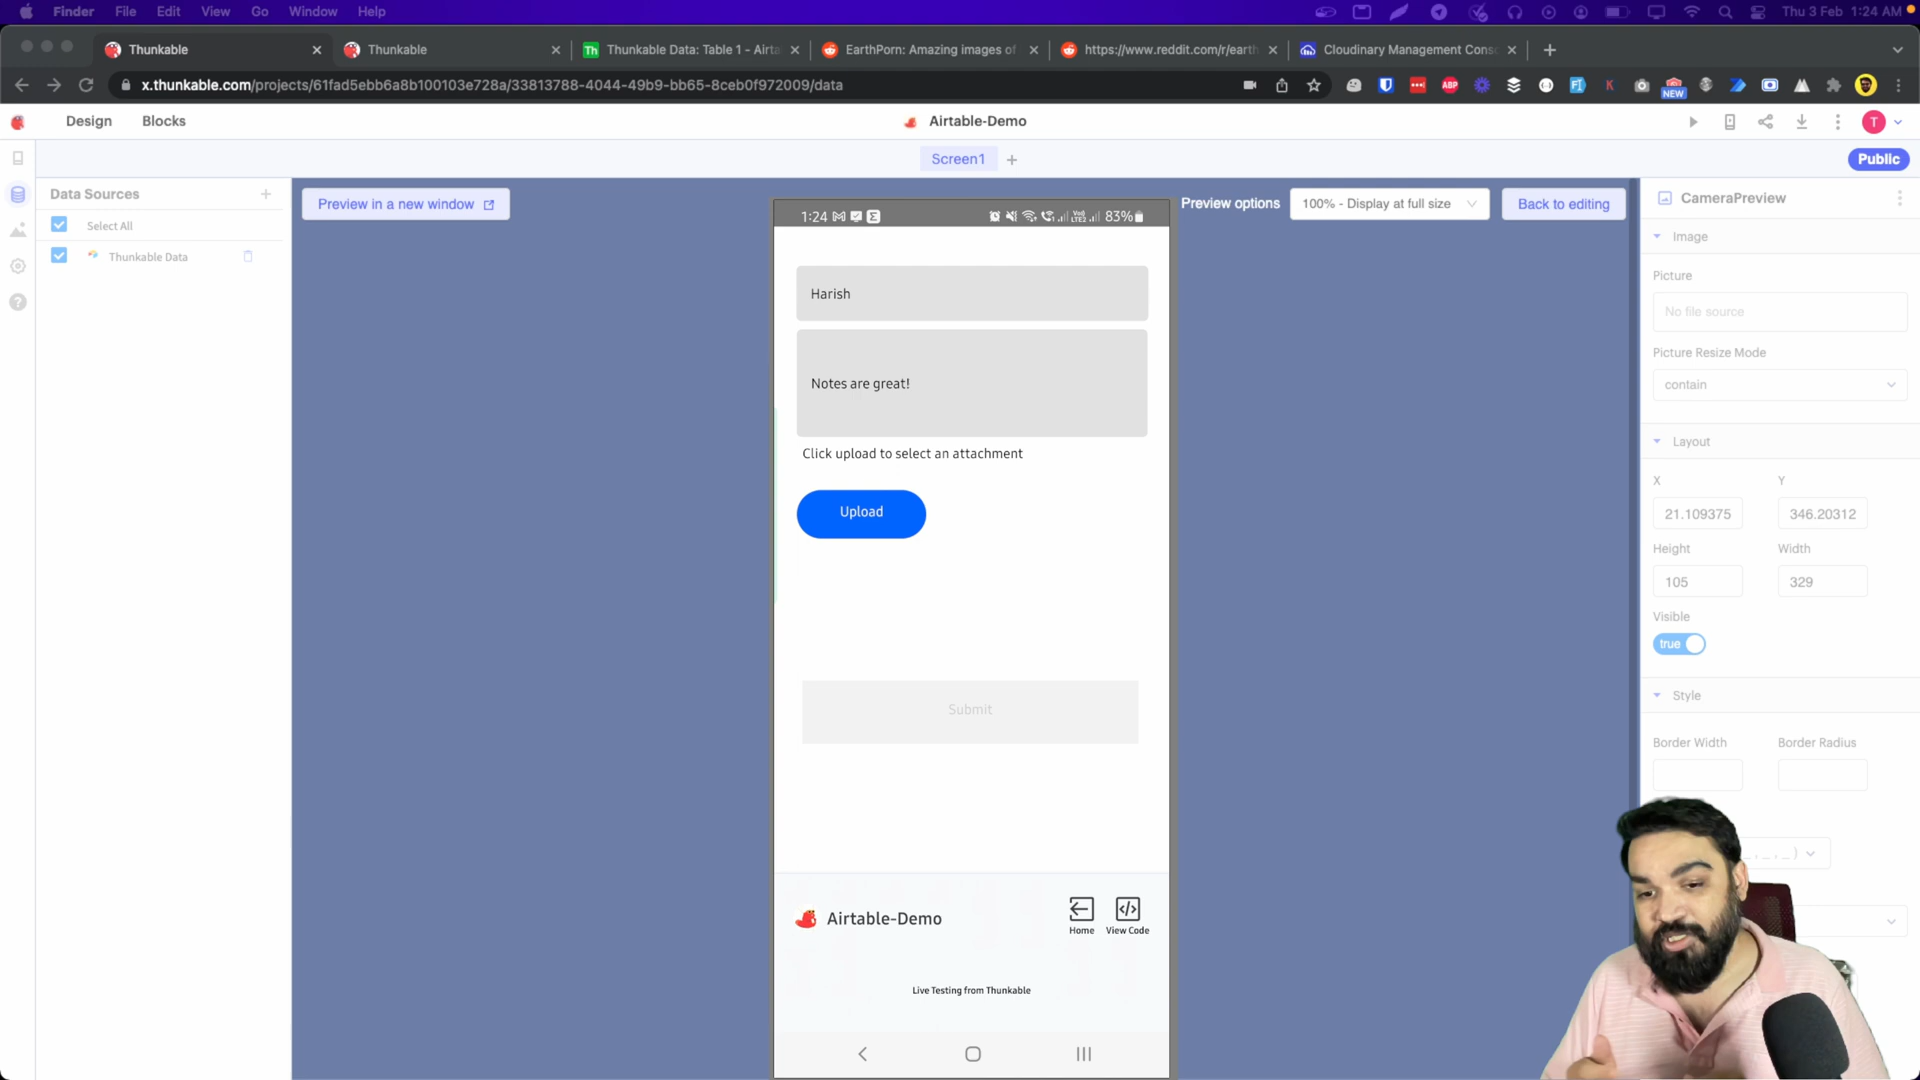 Finder File Edit View Go Window Help
Thu 3 Feb 1:24 AM
Thunkable
Thunkable
Th Thunkable Data: Table 1 - Airta
EarthPorn: Amazing images of
https://www.reddit.com/r/earth
Cloudinary Management Conso
x.thunkable.com/projects/61fad5ebb6a8b100103e728a/33813788-4044-49b9-bb65-8ceb0f972009/data
ABP
NEW
Design Blocks
Airtable-Demo
T
Screen1
Public
Data Sources
Select All
Thunkable Data
Preview in a new window
Preview options
100% - Display at full size
Back to editing
1:24
83%
Harish
Notes are great!
Click upload to select an attachment
Upload
Submit
Airtable-Demo
Home View Code
Live Testing from Thunkable
CameraPreview
Image
Picture
No file source
Picture Resize Mode
contain
Layout
X Y
21.109375 346.20312
Height Width
105 329
Visible
true
Style
Border Width Border Radius